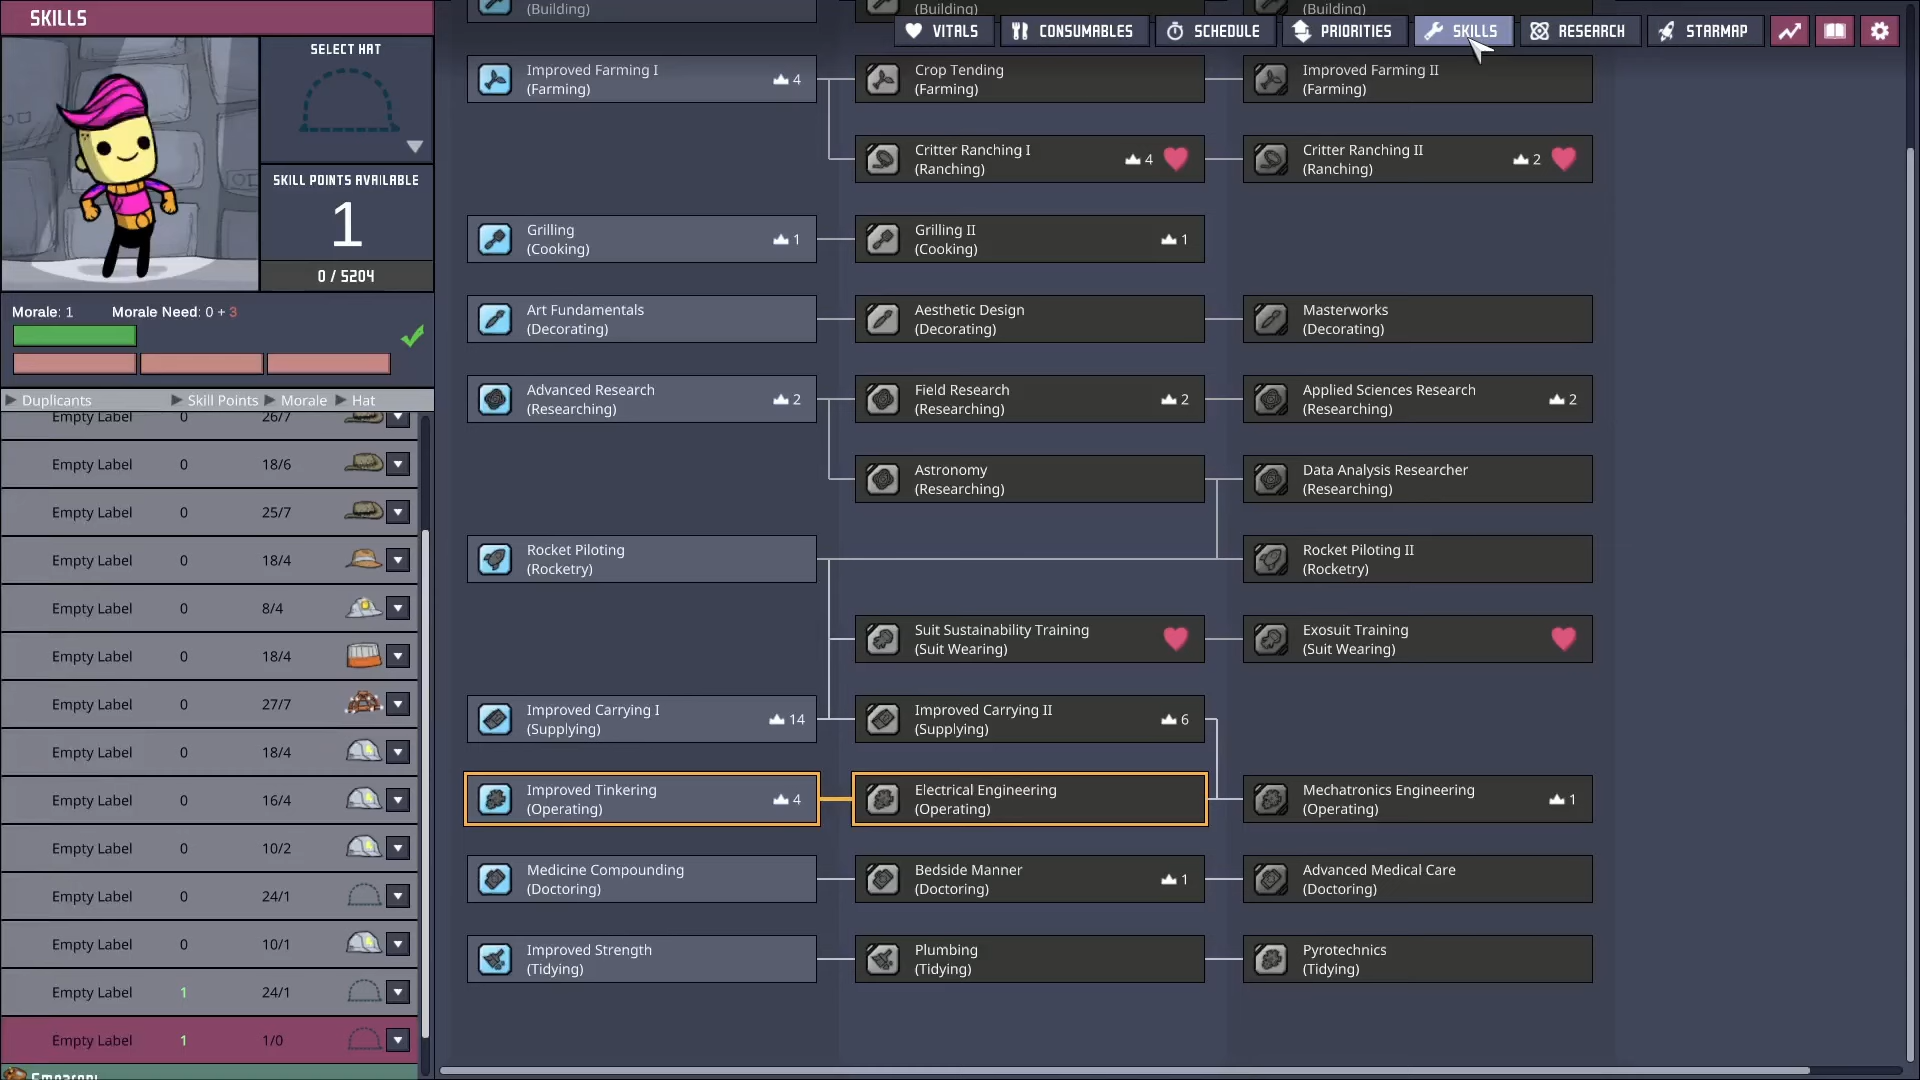 SKILLS
(Building)
(Building)
(Building)
VITALS
CONSUMABLES
SCHEDULE
PRIORITIES
SKILLS
RESEARCH
STARMAP
SELECT HAT
SKILL POINTS AVAILABLE
1
0 / 5204
Morale: 1 Morale Need: 0 + 3
Duplicants Skill Points Morale Hat
Empty Label 0 26/7
Empty Label 0 18/6
Empty Label 0 25/7
Empty Label 0 18/4
Empty Label 0 8/4
Empty Label 0 18/4
Empty Label 0 27/7
Empty Label 0 18/4
Empty Label 0 16/4
Empty Label 0 10/2
Empty Label 0 24/1
Empty Label 0 10/1
Empty Label 1 24/1
Empty Label 1 1/0
Improved Farming I
(Farming)
4
Crop Tending
(Farming)
Improved Farming II
(Farming)
Critter Ranching I
(Ranching)
4
Critter Ranching II
(Ranching)
2
Grilling
(Cooking)
1
Grilling II
(Cooking)
1
Art Fundamentals
(Decorating)
Aesthetic Design
(Decorating)
Masterworks
(Decorating)
Advanced Research
(Researching)
2
Field Research
(Researching)
2
Applied Sciences Research
(Researching)
2
Astronomy
(Researching)
Data Analysis Researcher
(Researching)
Rocket Piloting
(Rocketry)
Rocket Piloting II
(Rocketry)
Suit Sustainability Training
(Suit Wearing)
Exosuit Training
(Suit Wearing)
Improved Carrying I
(Supplying)
14
Improved Carrying II
(Supplying)
6
Improved Tinkering
(Operating)
4
Electrical Engineering
(Operating)
Mechatronics Engineering
(Operating)
1
Medicine Compounding
(Doctoring)
Bedside Manner
(Doctoring)
1
Advanced Medical Care
(Doctoring)
Improved Strength
(Tidying)
Plumbing
(Tidying)
Pyrotechnics
(Tidying)